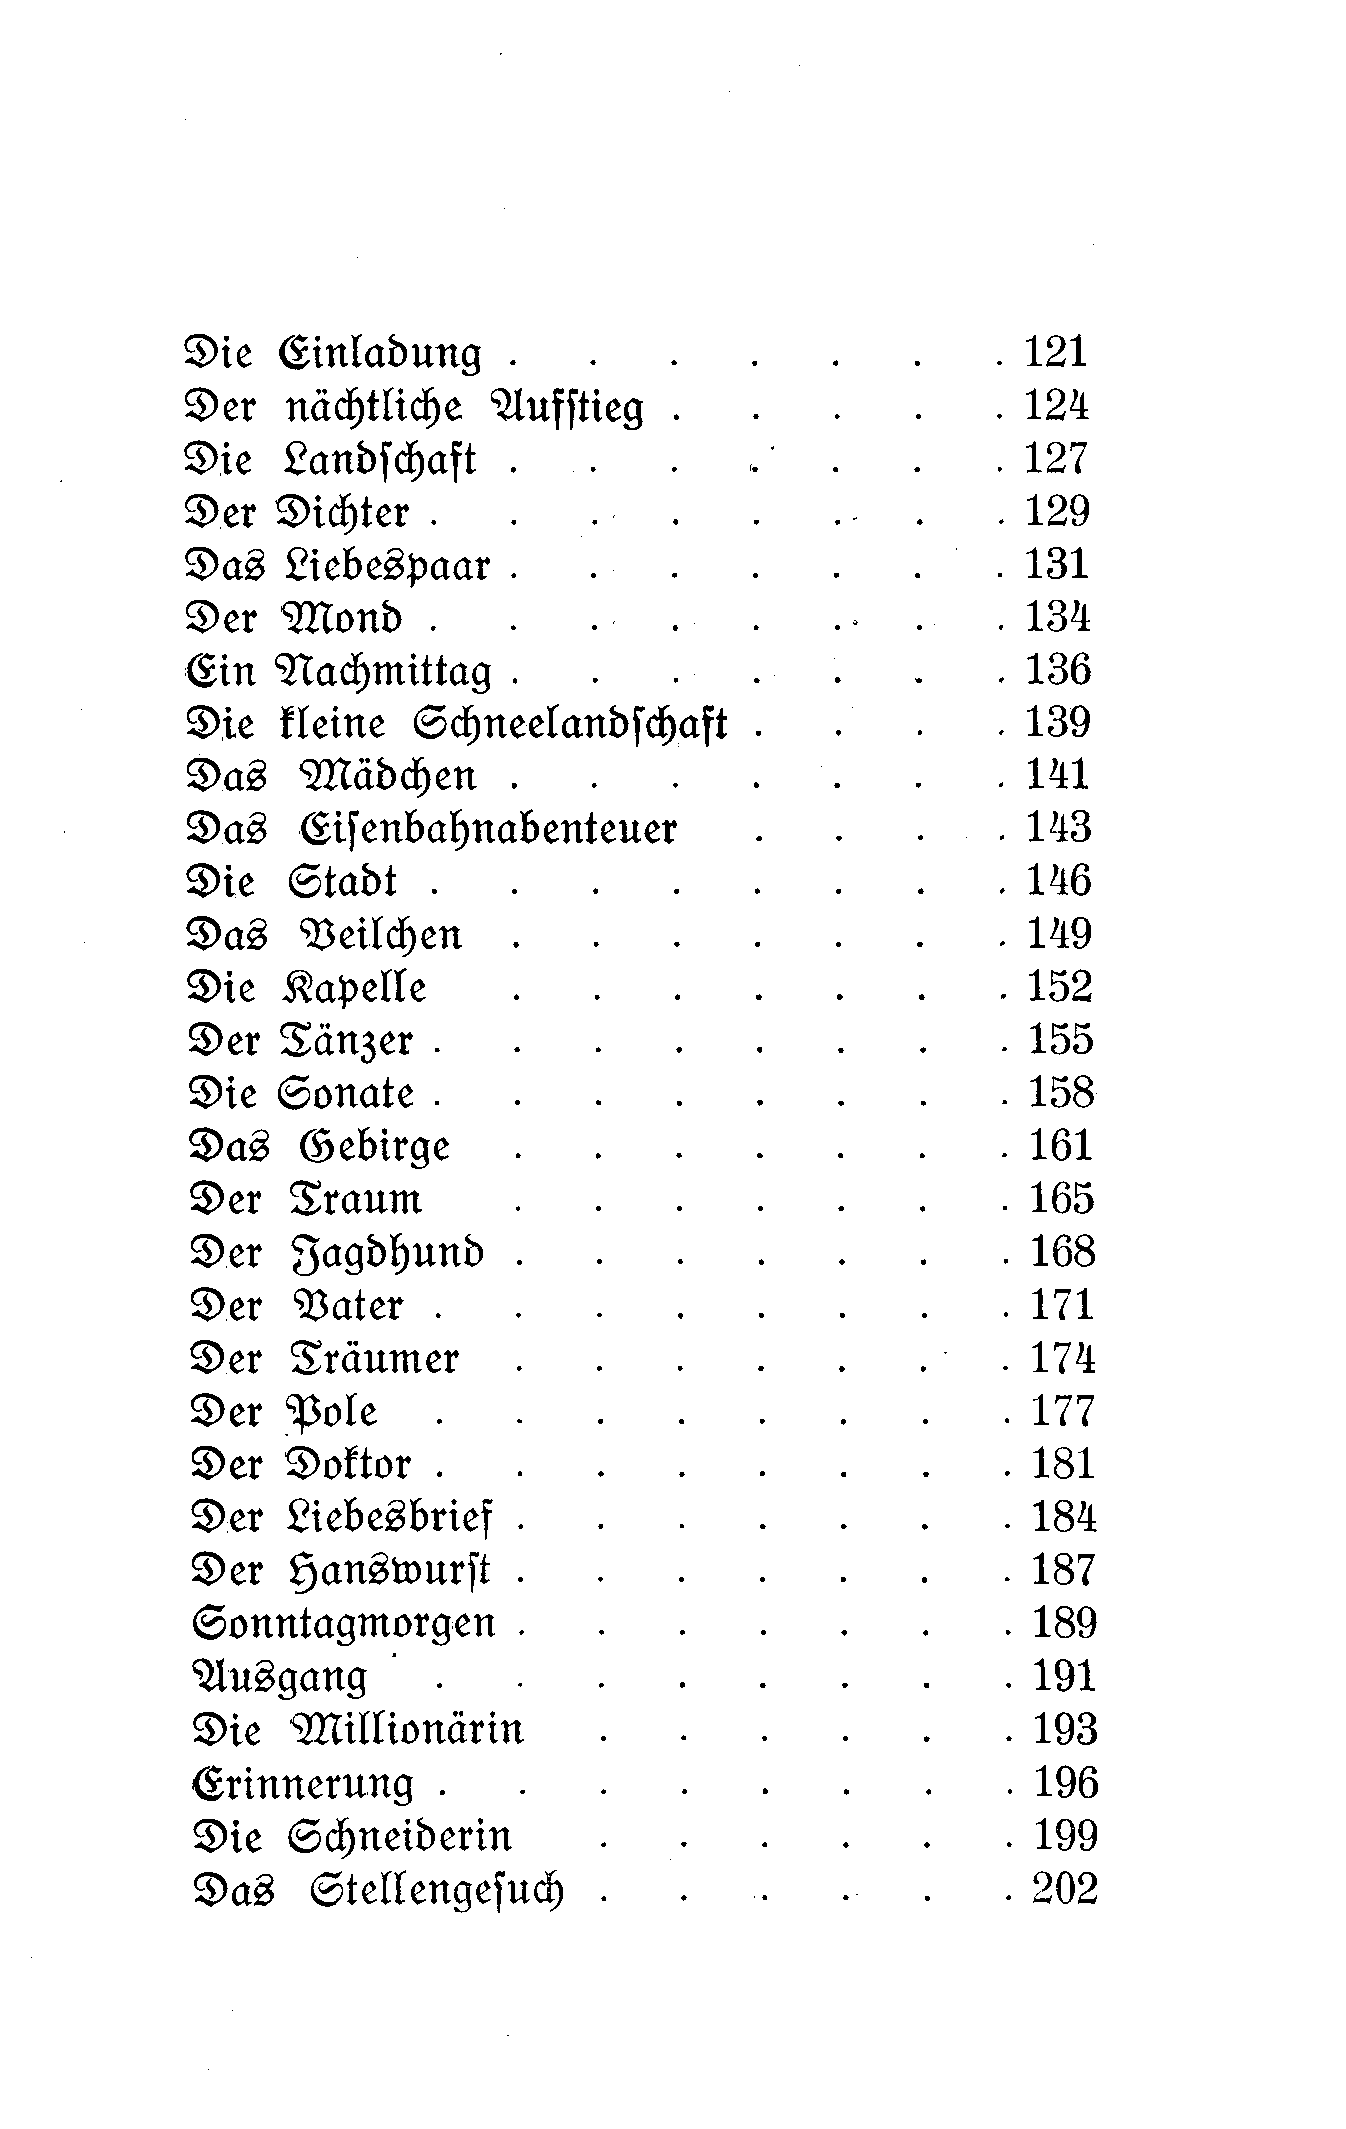 Die Einladung . . . . . . . 121
Der nächtliche Aufſtieg . . . . . 124
Die Landſchaft . . . . . . . 127
Der Dichter . . . . . . . . 129
Das Liebespaar . . . . . . . 131
Der Mond . . . . . . . . 134
Ein Nachmittag . . . . . . . 136
Die kleine Schneelandſchaft . . . . 139
Das Mädchen . . . . . . . 141
Das Eiſenbahnabenteuer . . . . 143
Die Stadt . . . . . . . . 146
Das Veilchen . . . . . . . 149
Die Kapelle . . . . . . . 152
Der Tänzer . . . . . . . . 155
Die Sonate . . . . . . . . 158
Das Gebirge . . . . . . . 161
Der Traum . . . . . . . 165
Der Jagdhund . . . . . . . 168
Der Vater . . . . . . . . 171
Der Träumer . . . . . . . 174
Der Pole . . . . . . . . 177
Der Doktor . . . . . . . . 181
Der Liebesbrief . . . . . . . 184
Der Hanswurſt . . . . . . . 187
Sonntagmorgen . . . . . . . 189
Ausgang . . . . . . . . 191
Die Millionärin . . . . . . 193
Erinnerung . . . . . . . . 196
Die Schneiderin . . . . . . 199
Das Stellengeſuch . . . . . . 202